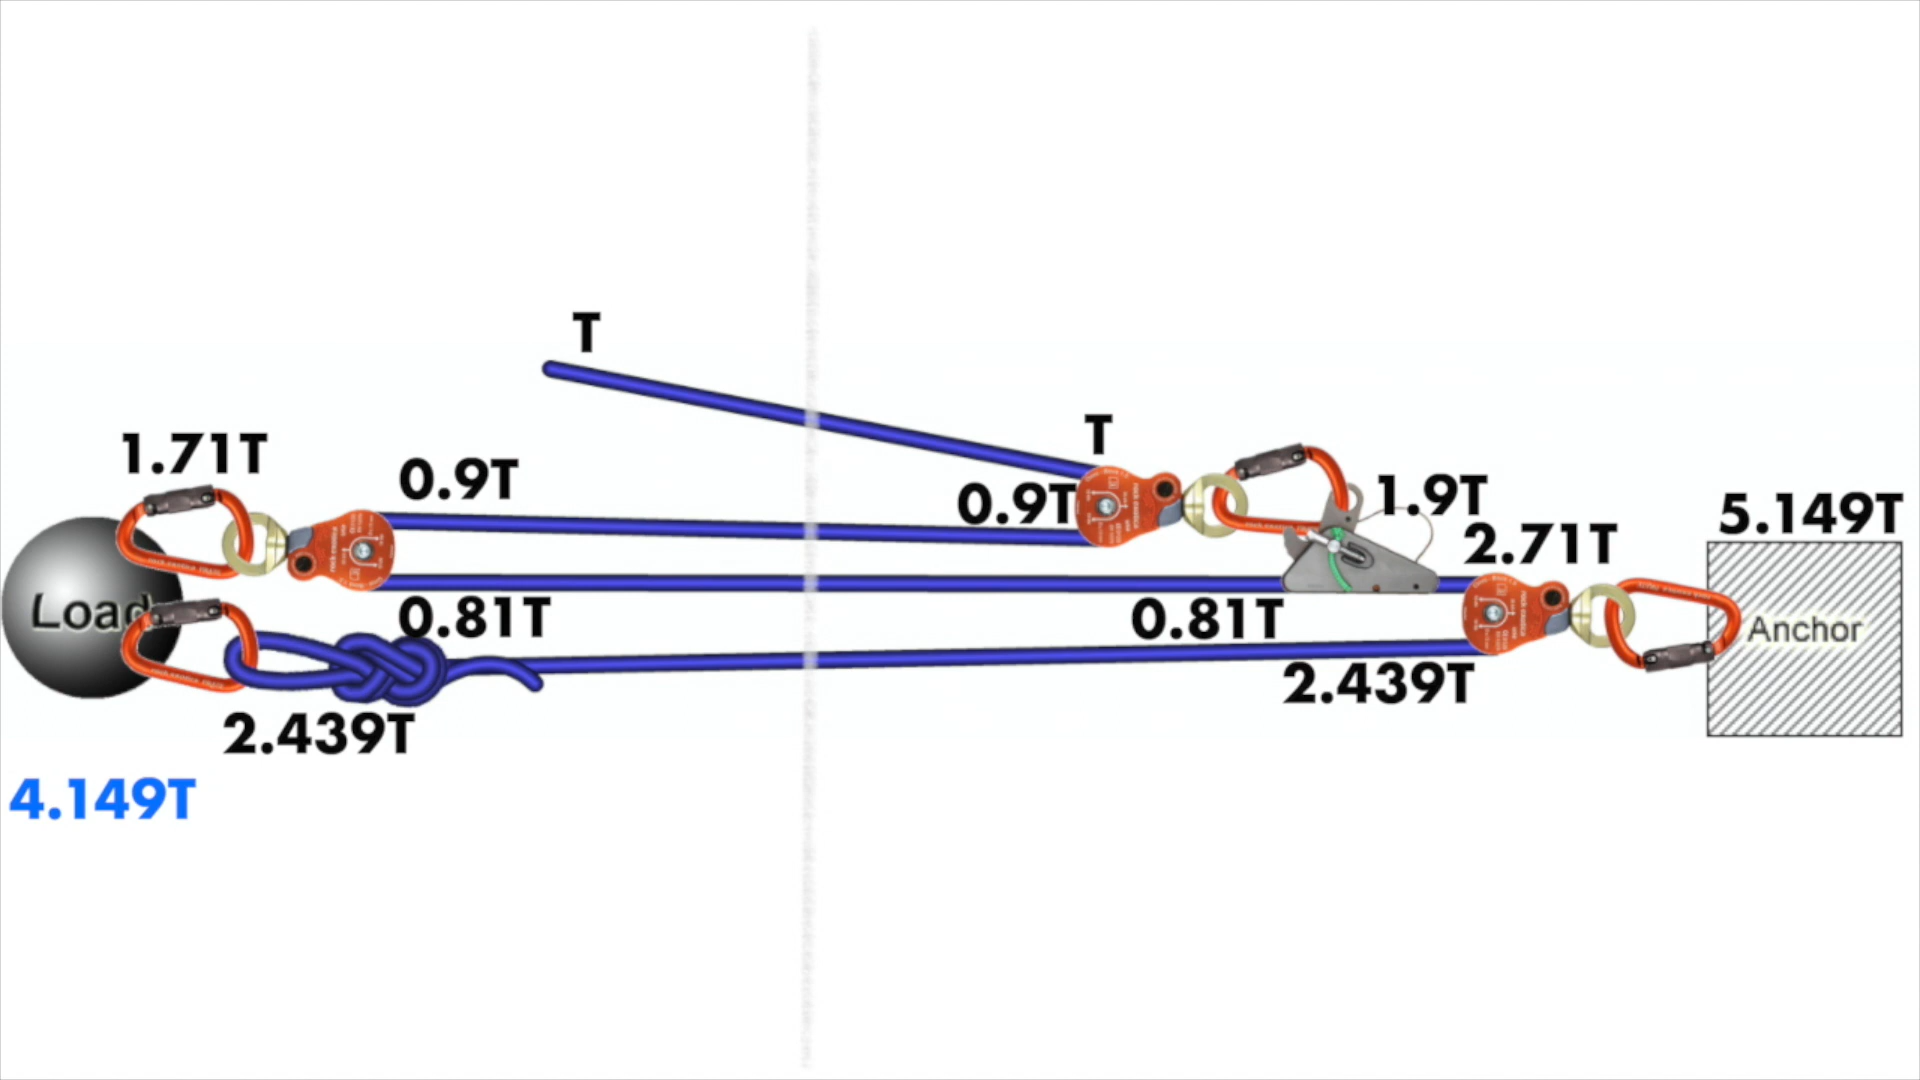 T
T
1.71T
0.9T
0.9T
1.9T
5.149T
2.71T
Load
0.81T
0.81T
Anchor
2.439T
2.439T
4.149T